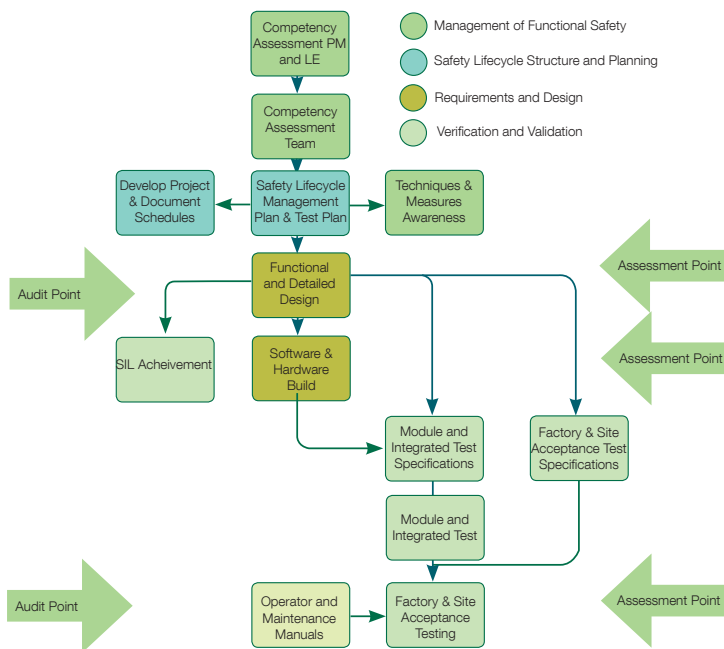 Competency
Assessment PM
and LE
Management of Functional Safety
Safety Lifecycle Structure and Planning
Requirements and Design
Verification and Validation
Competency
Assessment
Team
Develop Project
& Document
Schedules
Safety Lifecycle
Management
Plan & Test Plan
Techniques &
Measures
Awareness
Audit Point
Functional
and Detailed
Design
Assessment Point
SIL Acheivement
Software &
Hardware
Build
Assessment Point
Module and
Integrated Test
Specifications
Factory & Site
Acceptance Test
Specifications
Module and
Integrated Test
Audit Point
Operator and
Maintenance
Manuals
Factory & Site
Acceptance
Testing
Assessment Point